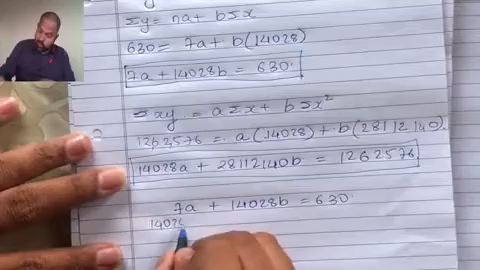 Σy = na + bΣx
630 = 7a + b(14028)
7a + 14028b = 630.
Σxy = aΣx + bΣx²
1262576 = a(14028) + b(28112140).
14028a + 28112140b = 1262576
7a + 14028b = 630.
1402